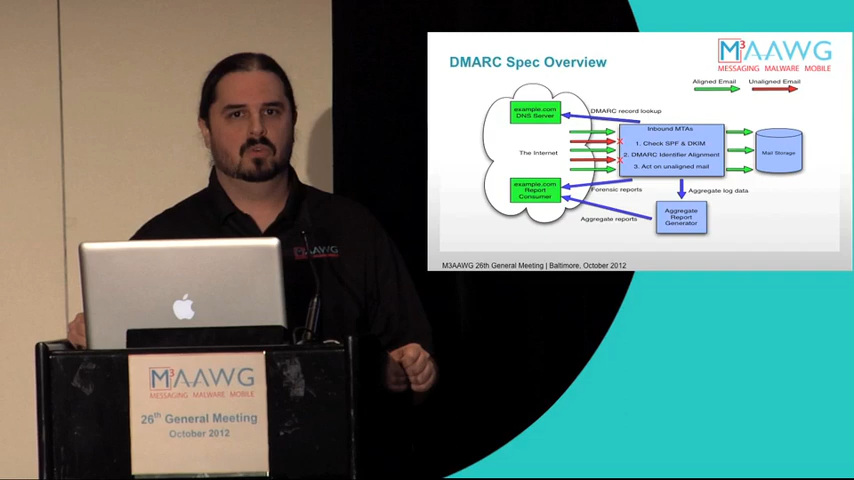 M3AAWG
MESSAGING MALWARE MOBILE
26th General Meeting
October 2012
M3AAWG
DMARC Spec Overview
M3AAWG
MESSAGING MALWARE MOBILE
Aligned Email
Unaligned Email
example.com
DNS Server
DMARC record lookup
Inbound MTAs
1. Check SPF & DKIM
2. DMARC Identifier Alignment
3. Act on unaligned mail
The Internet
Mail Storage
example.com
Report
Consumer
Forensic reports
Aggregate log data
Aggregate reports
Aggregate
Report
Generator
M3AAWG 26th General Meeting | Baltimore, October 2012